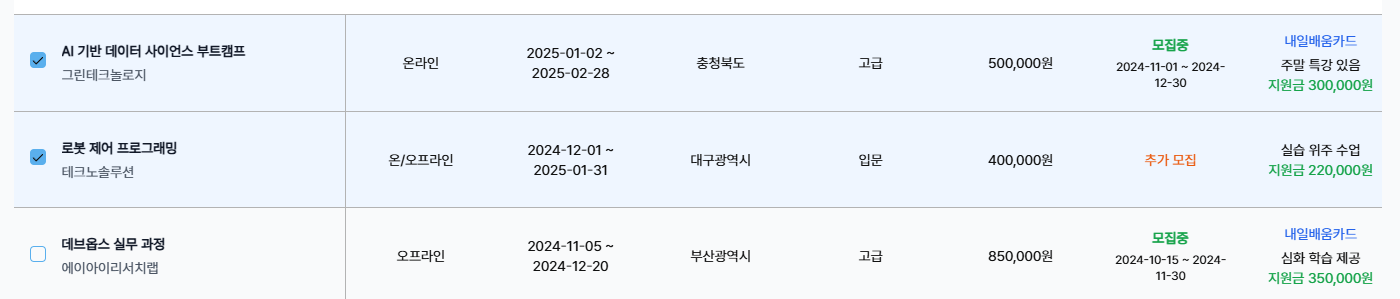 AI 기반 데이터 사이언스 부트캠프
그린테크놀로지
온라인
2025-01-02 ~
2025-02-28
충청북도
고급
500,000원
모집중
2024-11-01 ~ 2024-
12-30
내일배움카드
주말 특강 있음
지원금 300,000원
로봇 제어 프로그래밍
테크노솔루션
온/오프라인
2024-12-01 ~
2025-01-31
대구광역시
입문
400,000원
추가 모집
실습 위주 수업
지원금 220,000원
데브옵스 실무 과정
에이아이리서치랩
오프라인
2024-11-05 ~
2024-12-20
부산광역시
고급
850,000원
모집중
2024-10-15 ~ 2024-
11-30
내일배움카드
심화 학습 제공
지원금 350,000원